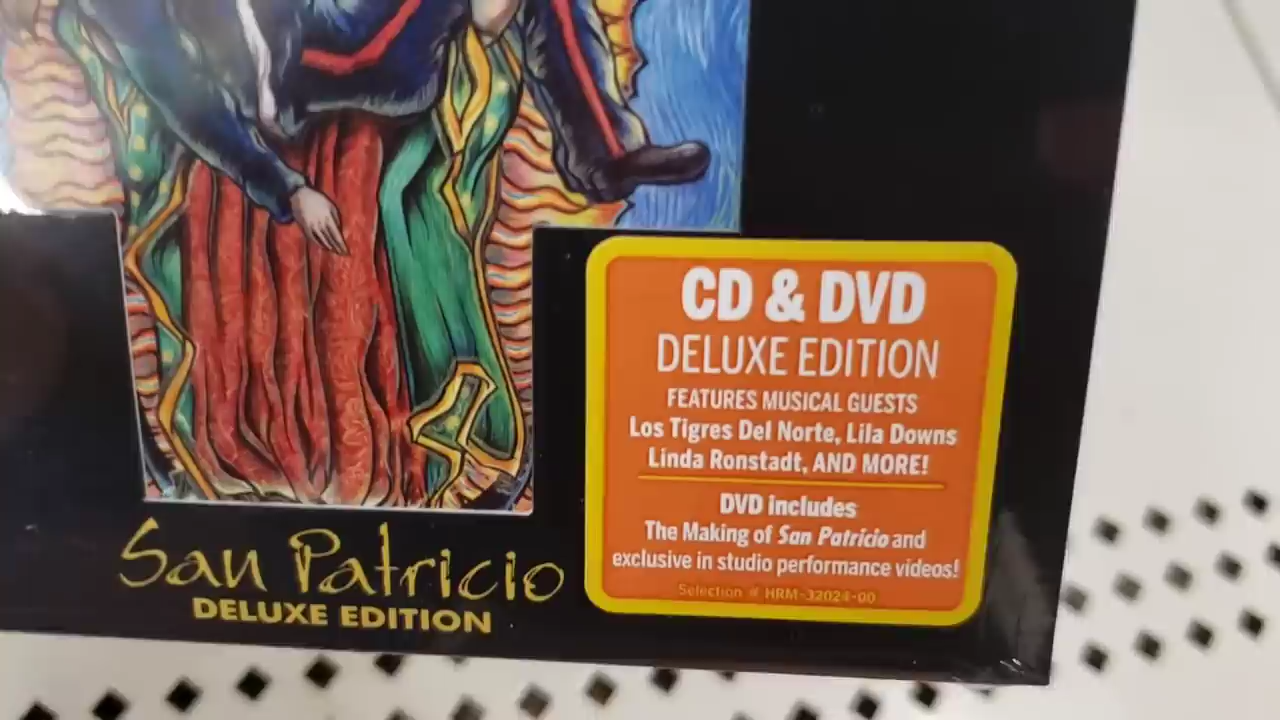 CD & DVD
DELUXE EDITION
FEATURES MUSICAL GUESTS
Los Tigres Del Norte, Lila Downs
Linda Ronstadt, AND MORE!
DVD includes
The Making of San Patricio and
exclusive in studio performance videos!
Selection # HRM-32024-00
San Patricio
DELUXE EDITION